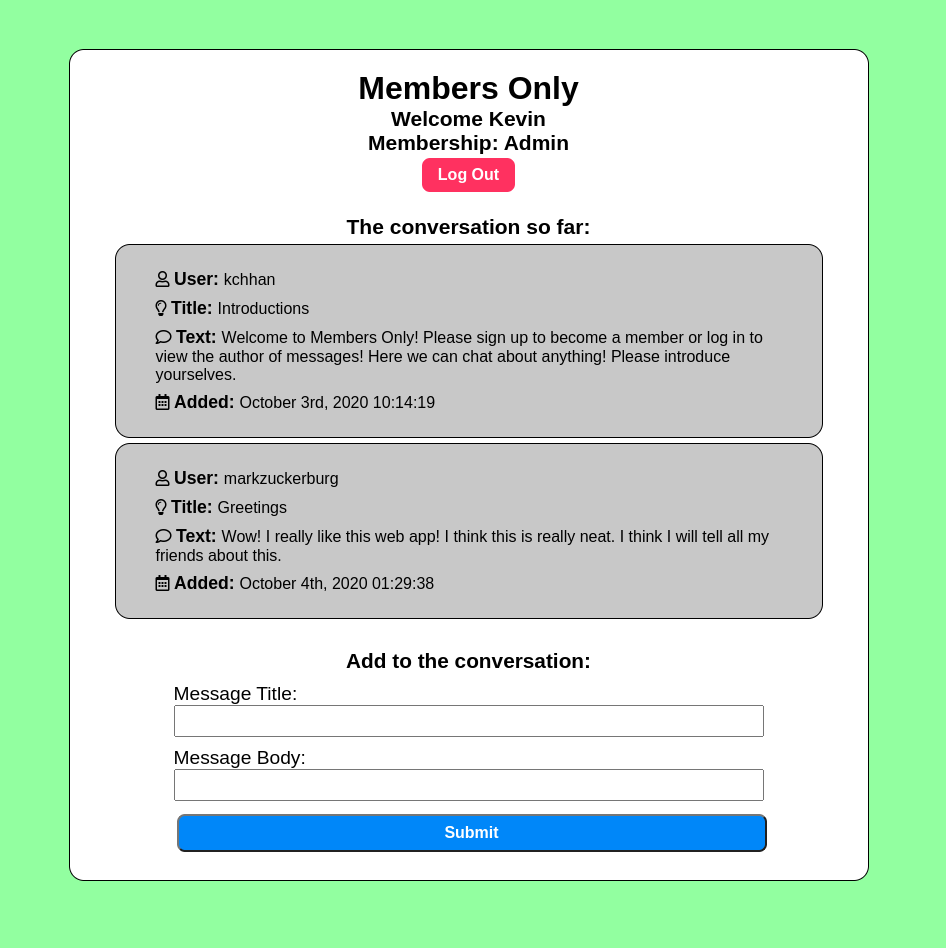 Members Only
Welcome Kevin
Membership: Admin
Log Out
The conversation so far:
User: kchhan
Title: Introductions
Text: Welcome to Members Only! Please sign up to become a member or log in to
view the author of messages! Here we can chat about anything! Please introduce
yourselves.
Added: October 3rd, 2020 10:14:19
User: markzuckerburg
Title: Greetings
Text: Wow! I really like this web app! I think this is really neat. I think I will tell all my
friends about this.
Added: October 4th, 2020 01:29:38
Add to the conversation:
Message Title:
Message Body:
Submit